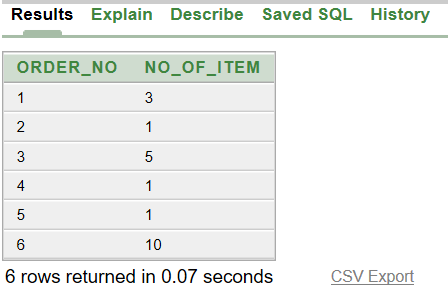 Results Explain Describe Saved SQL History
ORDER_NO NO_OF_ITEM
1 3
2 1
3 5
4 1
5 1
6 10
6 rows returned in 0.07 seconds CSV Export